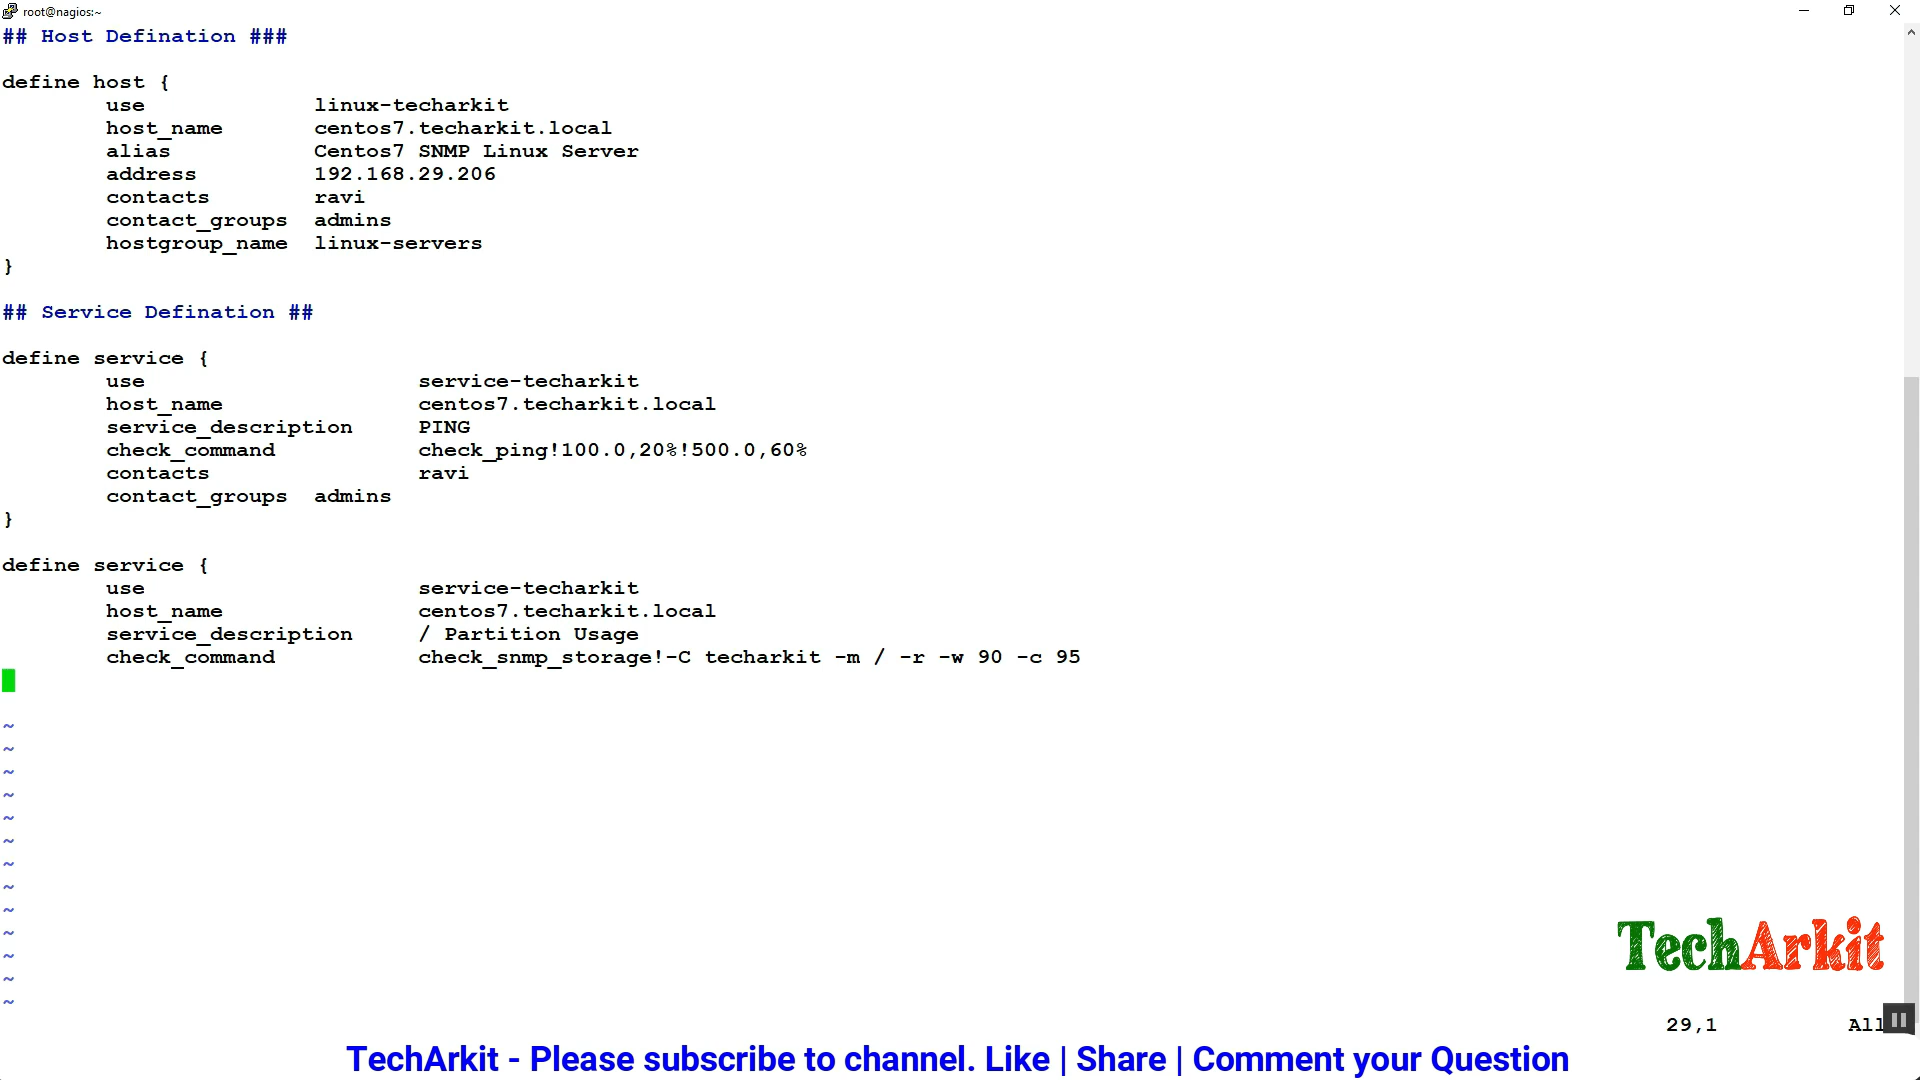 root@nagios:~
## Host Defination ###
define host {
use linux-techarkit
host_name centos7.techarkit.local
alias Centos7 SNMP Linux Server
address 192.168.29.206
contacts ravi
contact_groups admins
hostgroup_name linux-servers
}
## Service Defination ##
define service {
use service-techarkit
host_name centos7.techarkit.local
service_description PING
check_command check_ping!100.0,20%!500.0,60%
contacts ravi
contact_groups admins
}
define service {
use service-techarkit
host_name centos7.techarkit.local
service_description / Partition Usage
check_command check_snmp_storage!-C techarkit -m / -r -w 90 -c 95
~
~
~
~
~
~
~
~
~
~
~
~
~
TechArkit
29,1 All
TechArkit - Please subscribe to channel. Like | Share | Comment your Question